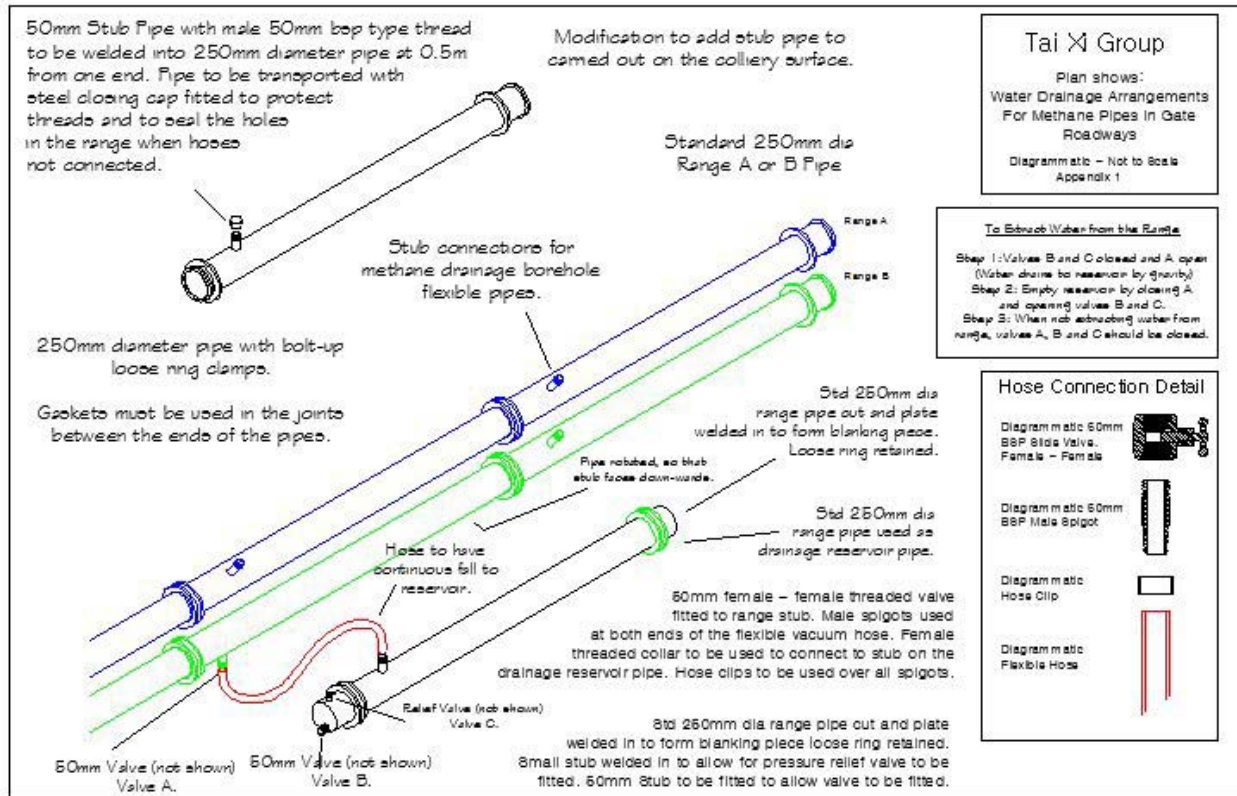 50mm Stub Pipe with male 50mm bsp type thread
to be welded into 250mm diameter pipe at 0.5m
from one end. Pipe to be transported with
steel closing cap fitted to protect
threads and to seal the holes
in the range when hoses
not connected.
Modification to add stub pipe to
carried out on the colliery surface.
Standard 250mm dia
Range A or B Pipe
Tai Xi Group
Plan shows:
Water Drainage Arrangements
For Methane Pipes in Gate
Roadways
Diagrammatic – Not to Scale
Appendix 1
Range A
Range B
To Extract Water from the Range
Step 1: Valves B and C closed and A open
(Water drains to reservoir by gravity)
Step 2: Empty reservoir by closing A
and opening valves B and C.
Step 3: When not extracting water from
range, valves A, B and C should be closed.
Stub connections for
methane drainage borehole
flexible pipes.
250mm diameter pipe with bolt-up
loose ring clamps.
Gaskets must be used in the joints
between the ends of the pipes.
Std 250mm dia
range pipe cut and plate
welded in to form blanking piece.
Loose ring retained.
Pipe rotated, so that
stub faces down-wards.
Std 250mm dia
range pipe used as
drainage reservoir pipe.
Hose to have
continuous fall to
reservoir.
50mm female – female threaded valve
fitted to range stub. Male spigots used
at both ends of the flexible vacuum hose. Female
threaded collar to be used to connect to stub on the
drainage reservoir pipe. Hose clips to be used over all spigots.
Relief Valve (not shown)
Valve C.
50mm Valve (not shown)
Valve A.
50mm Valve (not shown)
Valve B.
Std 250mm dia range pipe cut and plate
welded in to form blanking piece loose ring retained.
Small stub welded in to allow for pressure relief valve to be
fitted. 50mm Stub to be fitted to allow valve to be fitted.
Hose Connection Detail
Diagrammatic 50mm
BSP Slide Valve.
Female – Female
Diagrammatic 50mm
BSP Male Spigot
Diagrammatic
Hose Clip
Diagrammatic
Flexible Hose